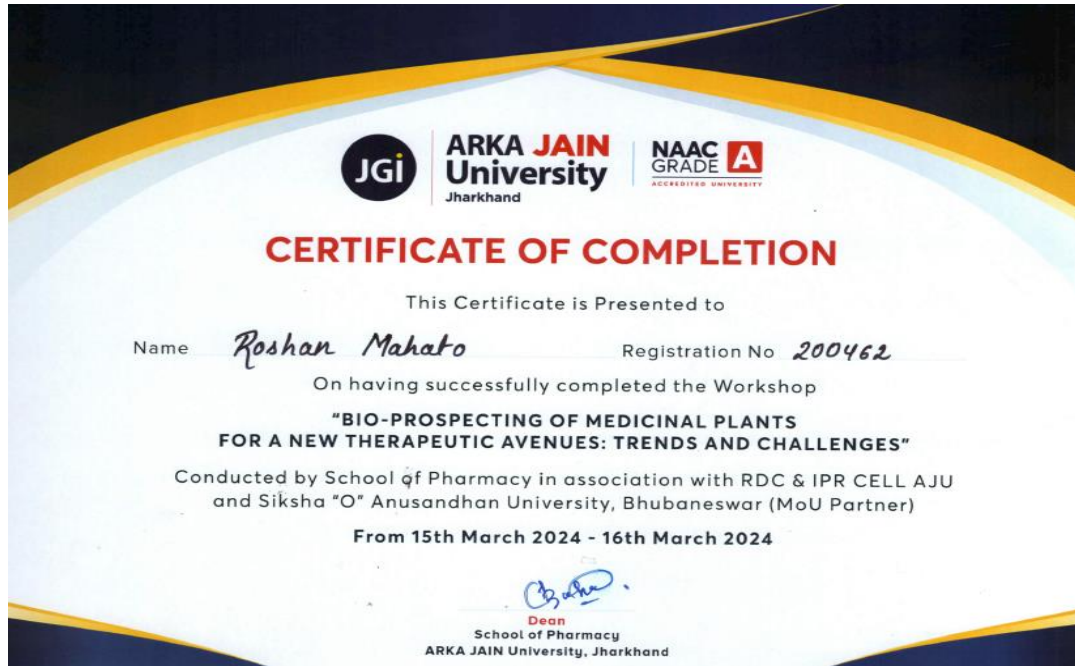 JGi
ARKA JAIN
University
Jharkhand
NAAC
GRADE A
ACCREDITED UNIVERSITY
CERTIFICATE OF COMPLETION
This Certificate is Presented to
Name Roshan Mahato Registration No 200462
On having successfully completed the Workshop
"BIO-PROSPECTING OF MEDICINAL PLANTS
FOR A NEW THERAPEUTIC AVENUES: TRENDS AND CHALLENGES"
Conducted by School of Pharmacy in association with RDC & IPR CELL AJU
and Siksha "O" Anusandhan University, Bhubaneswar (MoU Partner)
From 15th March 2024 - 16th March 2024
Dean
School of Pharmacy
ARKA JAIN University, Jharkhand